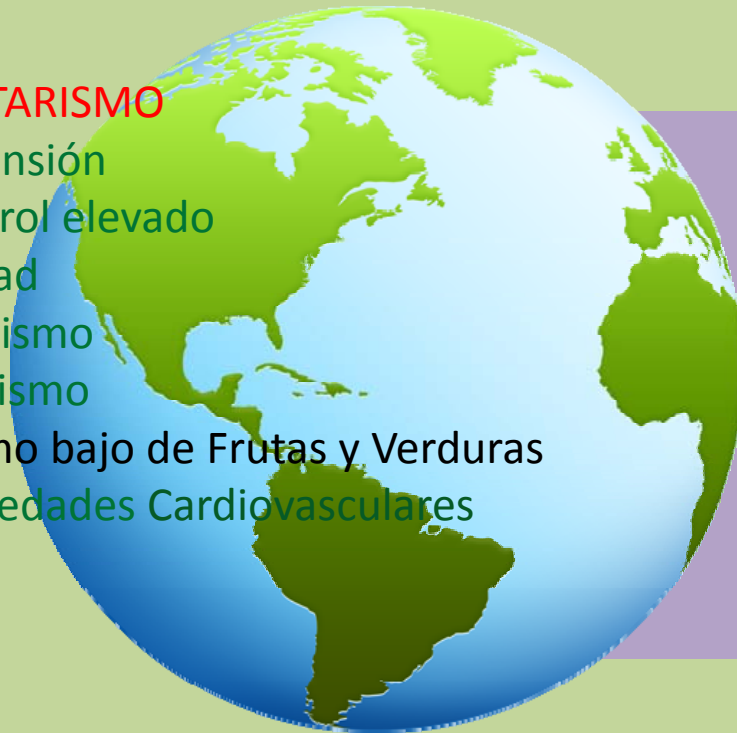 TARISMO
nsión
rol elevado
ad
ismo
ismo
no bajo de Frutas y Verduras
edades Cardiovasculares